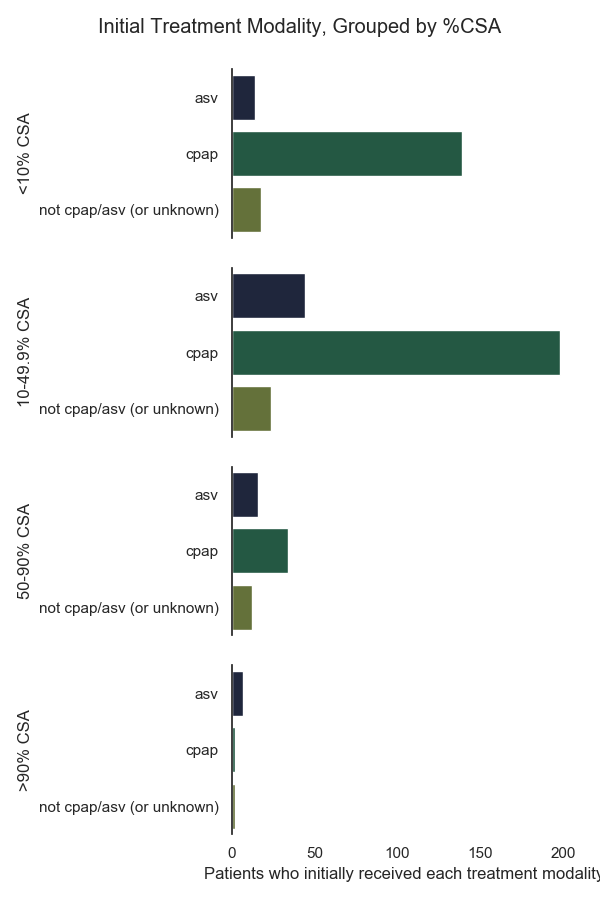 Initial Treatment Modality, Grouped by %CSA
<10% CSA
asv
cpap
not cpap/asv (or unknown)
10-49.9% CSA
asv
cpap
not cpap/asv (or unknown)
50-90% CSA
asv
cpap
not cpap/asv (or unknown)
>90% CSA
asv
cpap
not cpap/asv (or unknown)
0 50 100 150 200
Patients who initially received each treatment modality